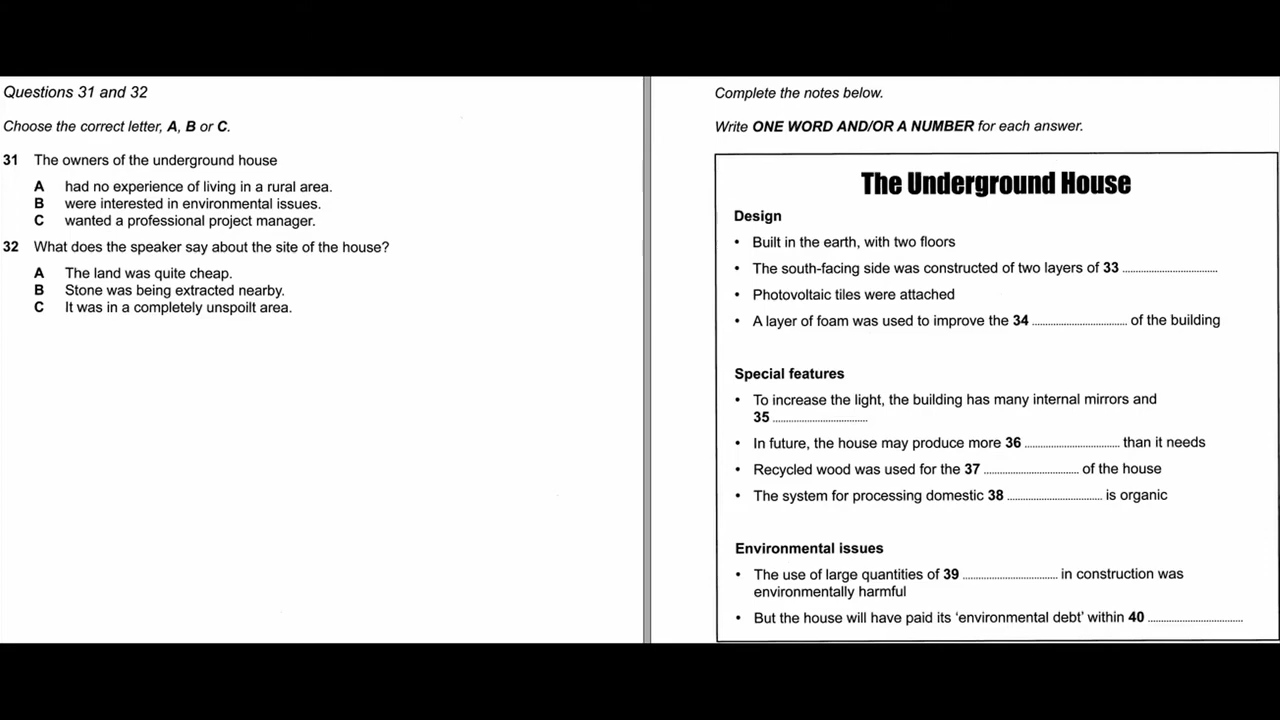 Questions 31 and 32
Choose the correct letter, A, B or C.
31 The owners of the underground house
A had no experience of living in a rural area.
B were interested in environmental issues.
C wanted a professional project manager.
32 What does the speaker say about the site of the house?
A The land was quite cheap.
B Stone was being extracted nearby.
C It was in a completely unspoilt area.
Complete the notes below.
Write ONE WORD AND/OR A NUMBER for each answer.
The Underground House
Design
• Built in the earth, with two floors
• The south-facing side was constructed of two layers of 33 ................................
• Photovoltaic tiles were attached
• A layer of foam was used to improve the 34 ................................ of the building
Special features
• To increase the light, the building has many internal mirrors and
35 ................................
• In future, the house may produce more 36 ................................ than it needs
• Recycled wood was used for the 37 ................................ of the house
• The system for processing domestic 38 ................................ is organic
Environmental issues
• The use of large quantities of 39 ................................ in construction was
environmentally harmful
• But the house will have paid its 'environmental debt' within 40 ................................